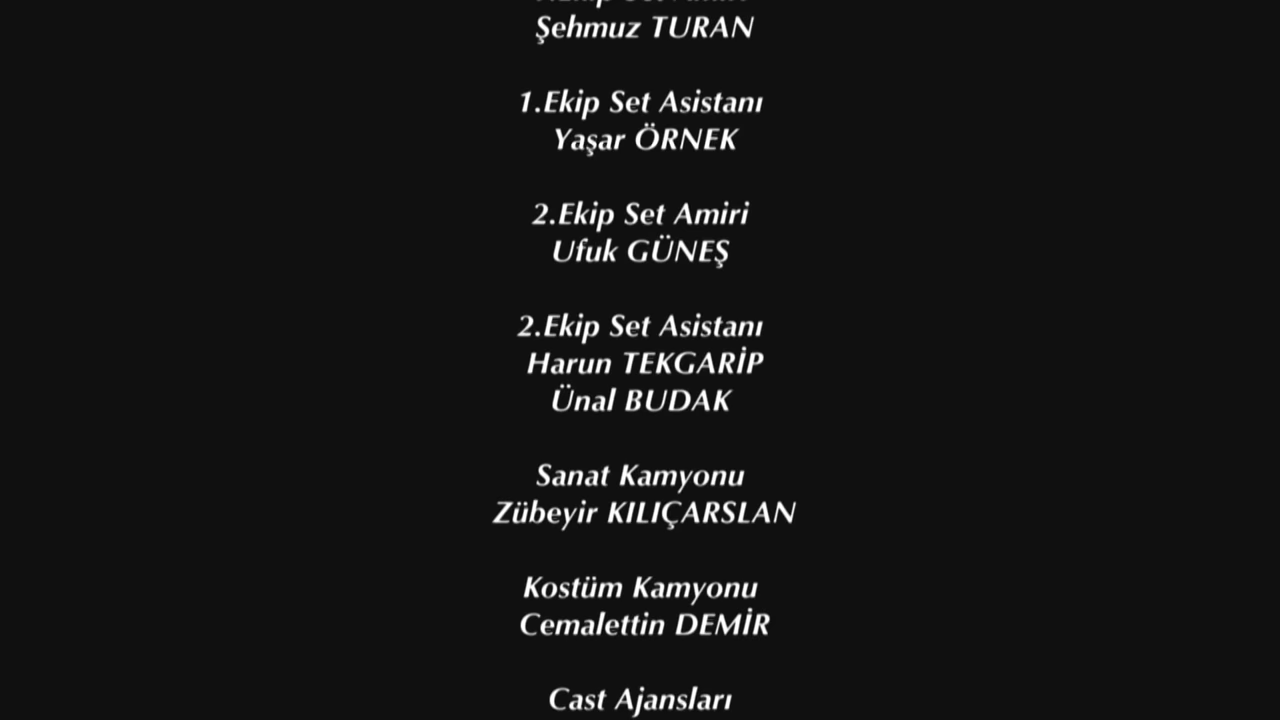 Şehmuz TURAN
1.Ekip Set Asistanı
Yaşar ÖRNEK
2.Ekip Set Amiri
Ufuk GÜNEŞ
2.Ekip Set Asistanı
Harun TEKGARİP
Ünal BUDAK
Sanat Kamyonu
Zübeyir KILIÇARSLAN
Kostüm Kamyonu
Cemalettin DEMİR
Cast Ajansları